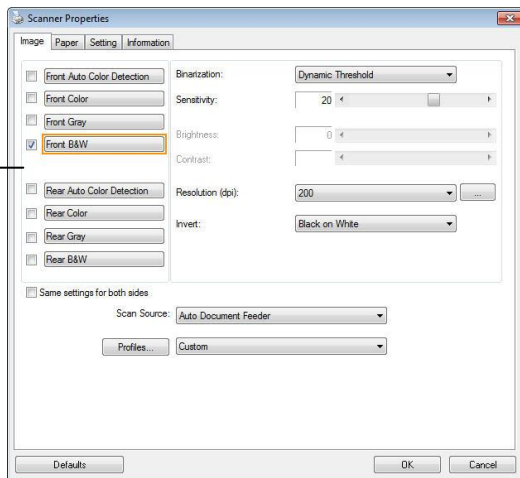 Scanner Properties
Image Paper Setting Information
Front Auto Color Detection
Front Color
Front Gray
Front B&W
Rear Auto Color Detection
Rear Color
Rear Gray
Rear B&W
Binarization: Dynamic Threshold
Sensitivity: 20
Brightness: 0
Contrast:
Resolution (dpi): 200 ...
Invert: Black on White
Same settings for both sides
Scan Source: Auto Document Feeder
Profiles... Custom
Defaults OK Cancel